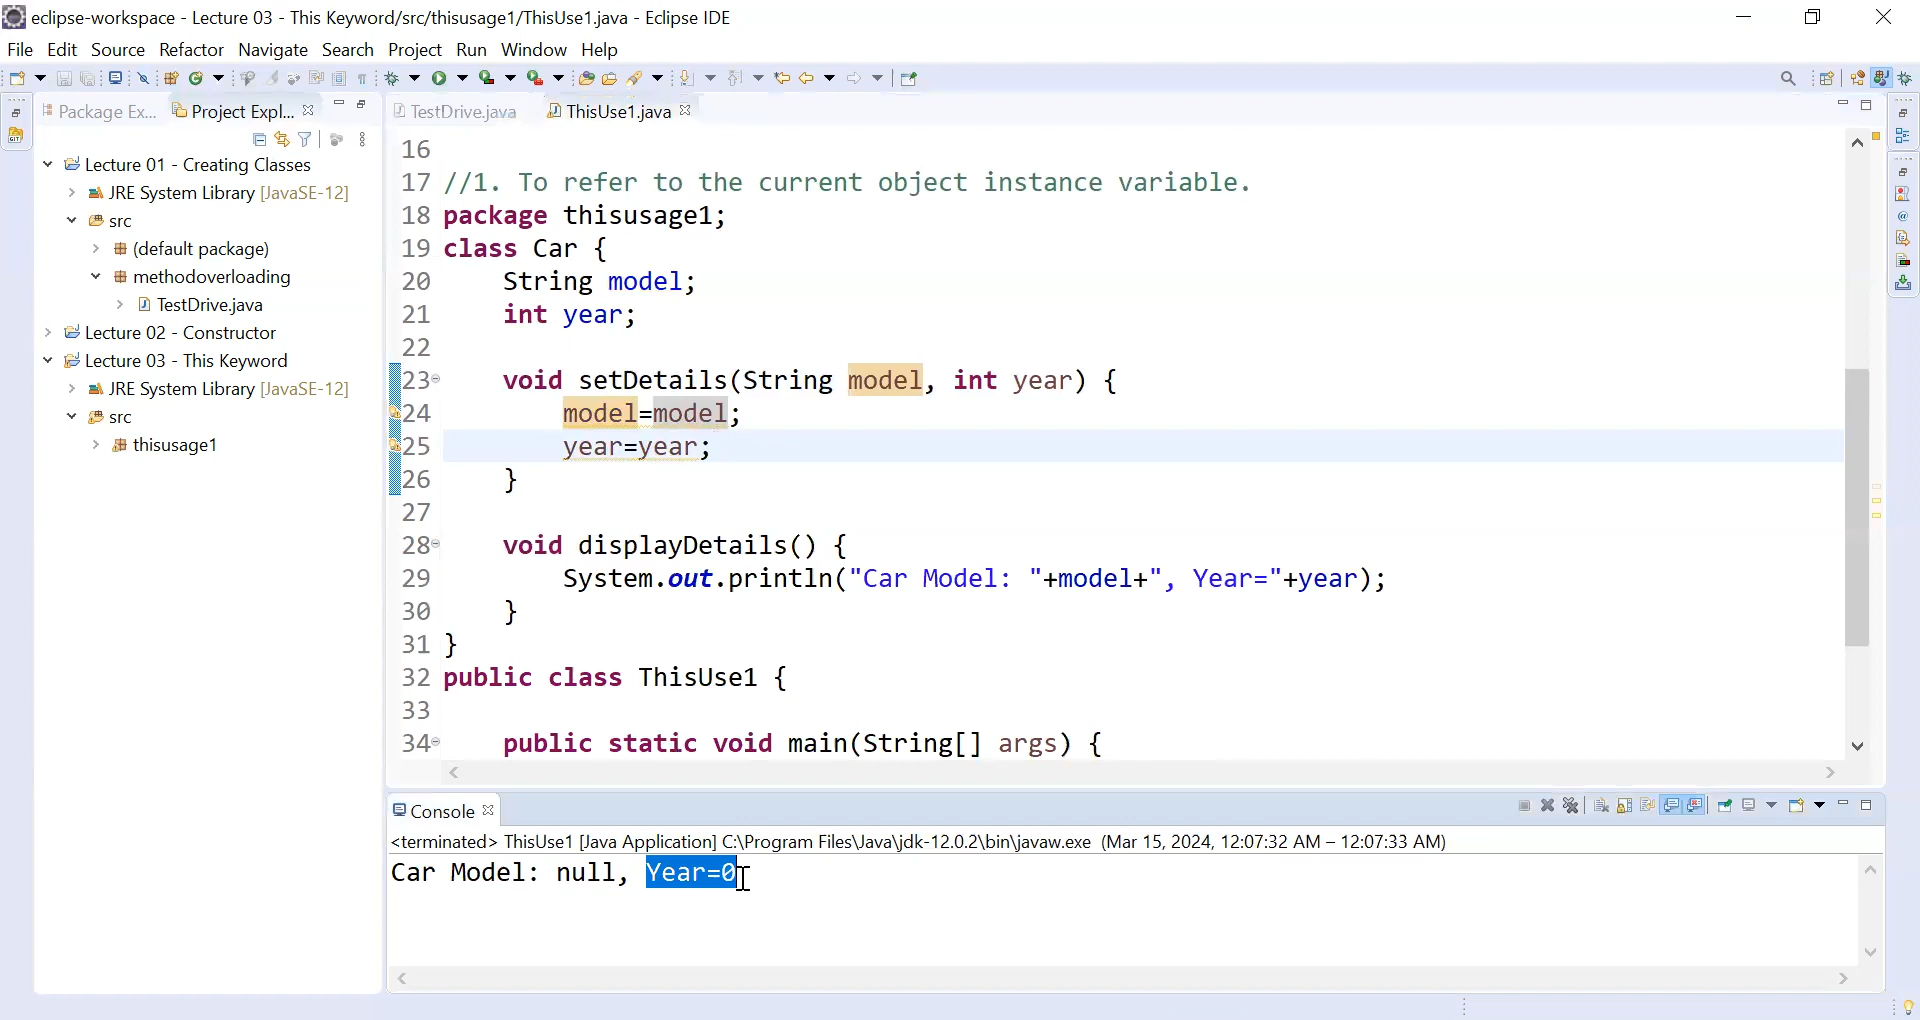 eclipse-workspace - Lecture 03 - This Keyword/src/thisusage1/ThisUse1.java - Eclipse IDE
File Edit Source Refactor Navigate Search Project Run Window Help
Package Ex... Project Expl...
Lecture 01 - Creating Classes
JRE System Library [JavaSE-12]
src
(default package)
methodoverloading
TestDrive.java
Lecture 02 - Constructor
Lecture 03 - This Keyword
JRE System Library [JavaSE-12]
src
thisusage1
TestDrive.java ThisUse1.java
16
17 //1. To refer to the current object instance variable.
18 package thisusage1;
19 class Car {
20 String model;
21 int year;
22
23 void setDetails(String model, int year) {
24 model=model;
25 year=year;
26 }
27
28 void displayDetails() {
29 System.out.println("Car Model: "+model+", Year="+year);
30 }
31 }
32 public class ThisUse1 {
33
34 public static void main(String[] args) {
Console
<terminated> ThisUse1 [Java Application] C:\Program Files\Java\jdk-12.0.2\bin\javaw.exe (Mar 15, 2024, 12:07:32 AM – 12:07:33 AM)
Car Model: null, Year=0